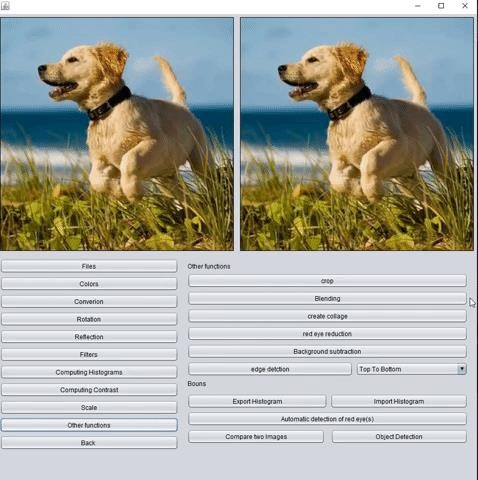 Files
Colors
Converion
Rotation
Reflection
Filters
Computing Histograms
Computing Contrast
Scale
Other functions
Back
Other functions
crop
Blending
create collage
red eye reduction
Background subtraction
edge detction
Top To Bottom
Bouns
Export Histogram
Import Histogram
Automatic detection of red eye(s)
Compare two Images
Object Detection